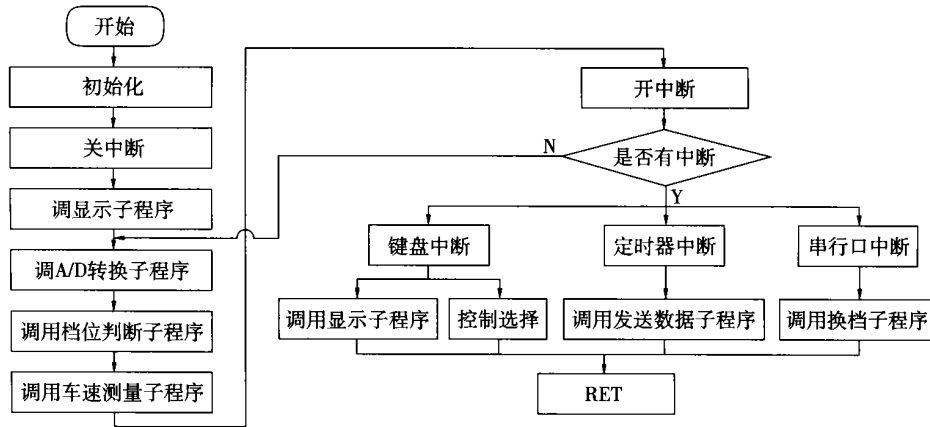 开始
初始化
关中断
调显示子程序
调A/D转换子程序
调用档位判断子程序
调用车速测量子程序
开中断
是否有中断
N
Y
键盘中断
定时器中断
串行口中断
调用显示子程序
控制选择
调用发送数据子程序
调用换档子程序
RET